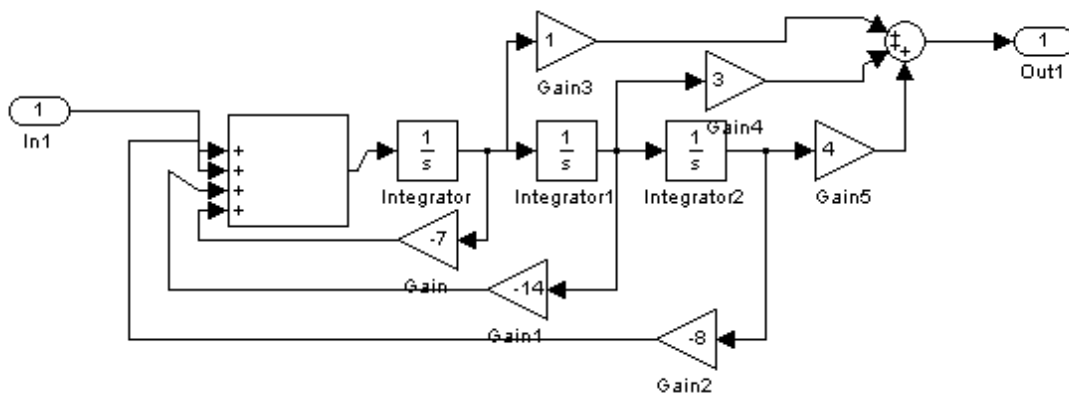 1
In1
+
+
+
+
1
s
Integrator
1
Gain3
1
s
Integrator1
3
Gain4
1
s
Integrator2
4
Gain5
+
+
+
1
Out1
-7
Gain
-14
Gain1
-8
Gain2